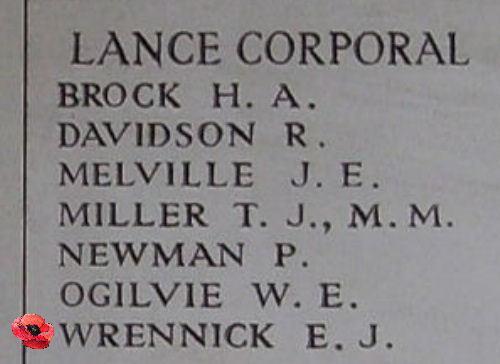 LANCE CORPORAL
BROCK H. A.
DAVIDSON R.
MELVILLE J. E.
MILLER T. J., M. M.
NEWMAN P.
OGILVIE W. E.
WRENNICK E. J.